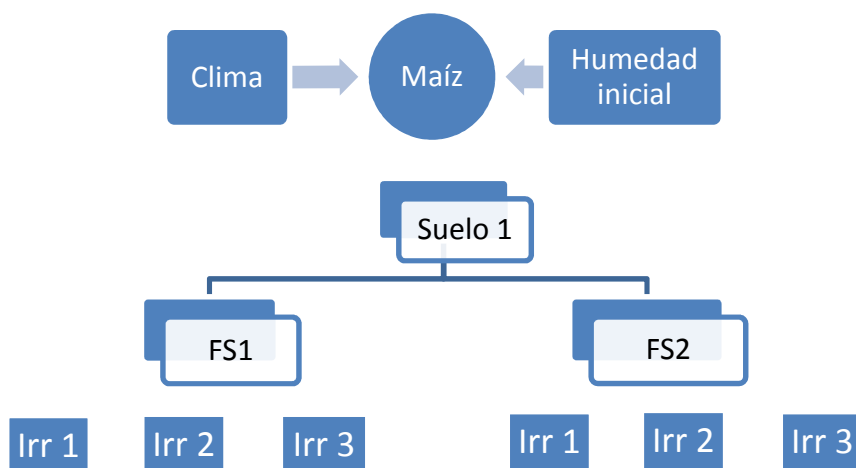 Clima
Maíz
Humedad
inicial
Suelo 1
FS1
FS2
Irr 1
Irr 2
Irr 3
Irr 1
Irr 2
Irr 3